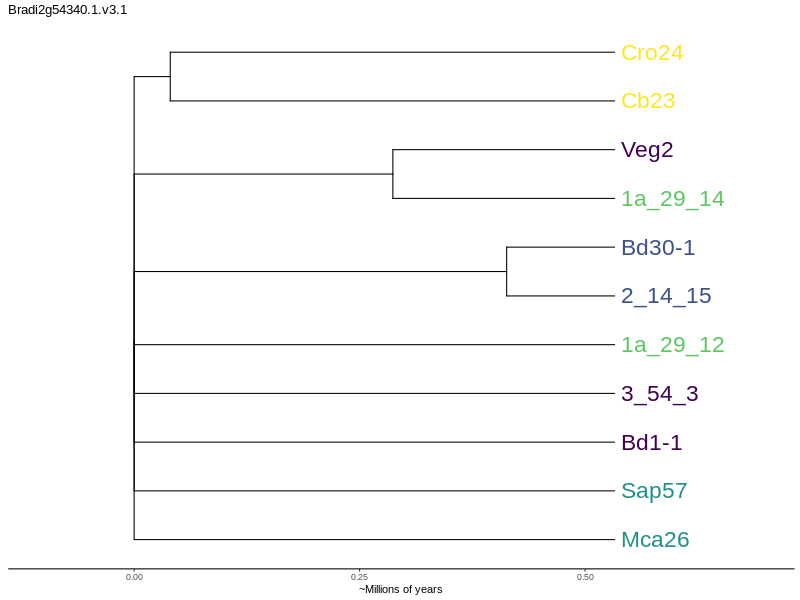 Bradi2g54340.1.v3.1
Cro24
Cb23
Veg2
1a_29_14
Bd30-1
2_14_15
1a_29_12
3_54_3
Bd1-1
Sap57
Mca26
0.00 0.25 0.50
~Millions of years